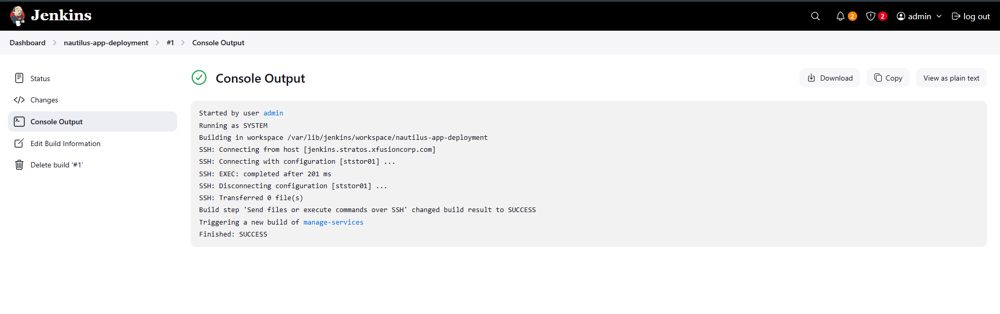 Jenkins
2
2
admin
log out
Dashboard
nautilus-app-deployment
#1
Console Output
Status
Changes
Console Output
Edit Build Information
Delete build ‘#1’
Console Output
Download
Copy
View as plain text
Started by user admin
Running as SYSTEM
Building in workspace /var/lib/jenkins/workspace/nautilus-app-deployment
SSH: Connecting from host [jenkins.stratos.xfusioncorp.com]
SSH: Connecting with configuration [ststor01] ...
SSH: EXEC: completed after 201 ms
SSH: Disconnecting configuration [ststor01] ...
SSH: Transferred 0 file(s)
Build step 'Send files or execute commands over SSH' changed build result to SUCCESS
Triggering a new build of manage-services
Finished: SUCCESS